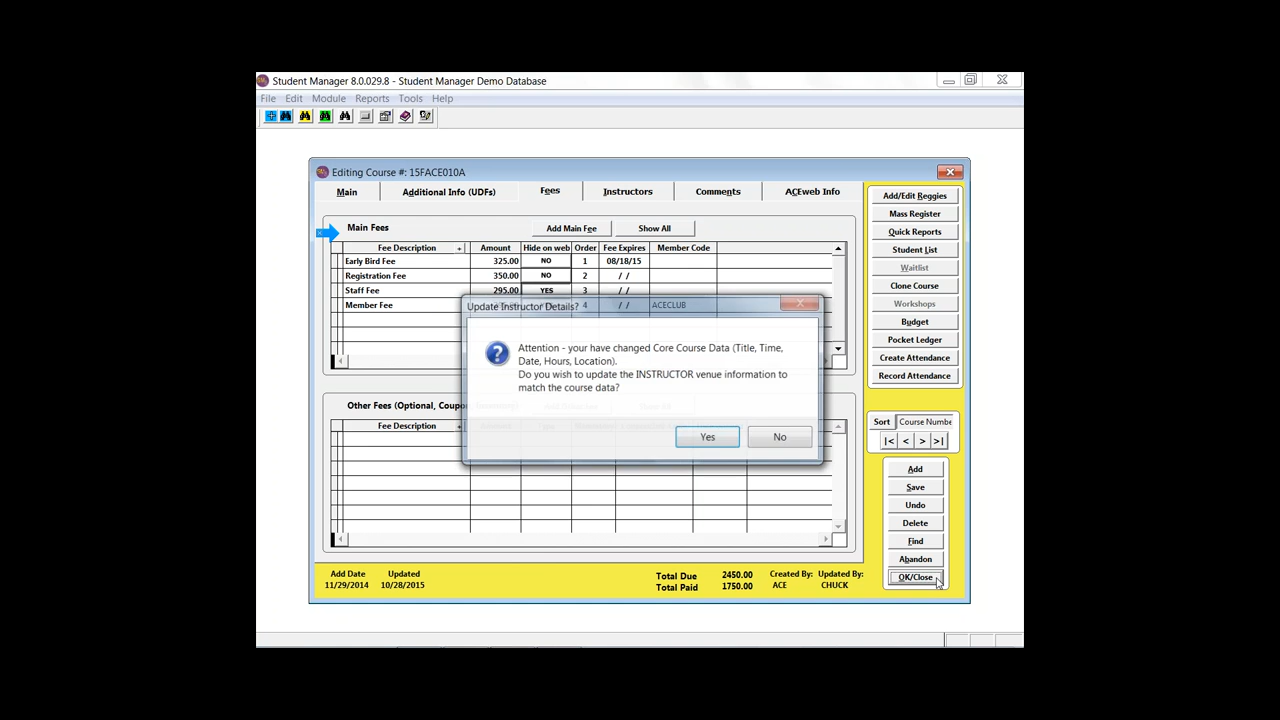 Student Manager 8.0.029.8 - Student Manager Demo Database
File Edit Module Reports Tools Help
Editing Course #: 15FACE010A
Main Additional Info (UDFs) Fees Instructors Comments ACEweb Info
Main Fees Add Main Fee Show All
Fee Description + Amount Hide on web Order Fee Expires Member Code
Early Bird Fee 325.00 NO 1 08/18/15
Registration Fee 350.00 NO 2 / /
Staff Fee 295.00 YES 3 / /
Member Fee 4 / / ACECLUB
Update Instructor Details?
Attention - your have changed Core Course Data (Title, Time,
Date, Hours, Location).
Do you wish to update the INSTRUCTOR venue information to
match the course data?
Yes No
Other Fees (Optional, Coupo
Fee Description +
Add Date Updated
11/29/2014 10/28/2015
Total Due 2450.00
Total Paid 1750.00
Created By: Updated By:
ACE CHUCK
Add/Edit Reggies
Mass Register
Quick Reports
Student List
Waitlist
Clone Course
Workshops
Budget
Pocket Ledger
Create Attendance
Record Attendance
Sort Course Numbe
|< < > >|
Add
Save
Undo
Delete
Find
Abandon
OK/Close